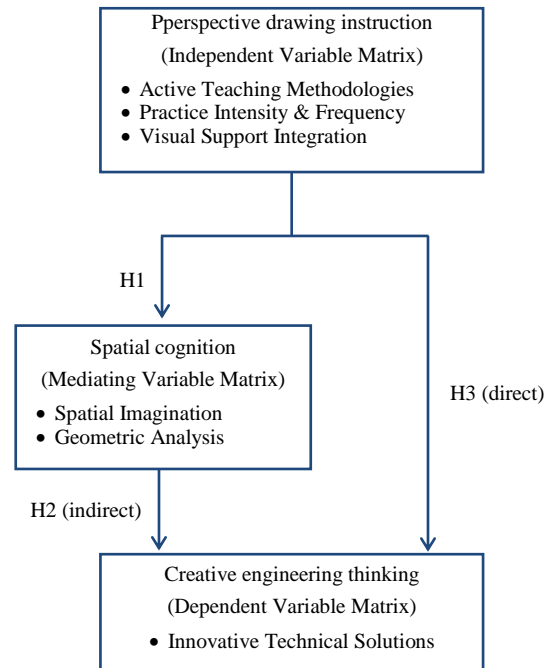 Pperspective drawing instruction
(Independent Variable Matrix)
• Active Teaching Methodologies
• Practice Intensity & Frequency
• Visual Support Integration
H1
Spatial cognition
(Mediating Variable Matrix)
• Spatial Imagination
• Geometric Analysis
H3 (direct)
H2 (indirect)
Creative engineering thinking
(Dependent Variable Matrix)
• Innovative Technical Solutions